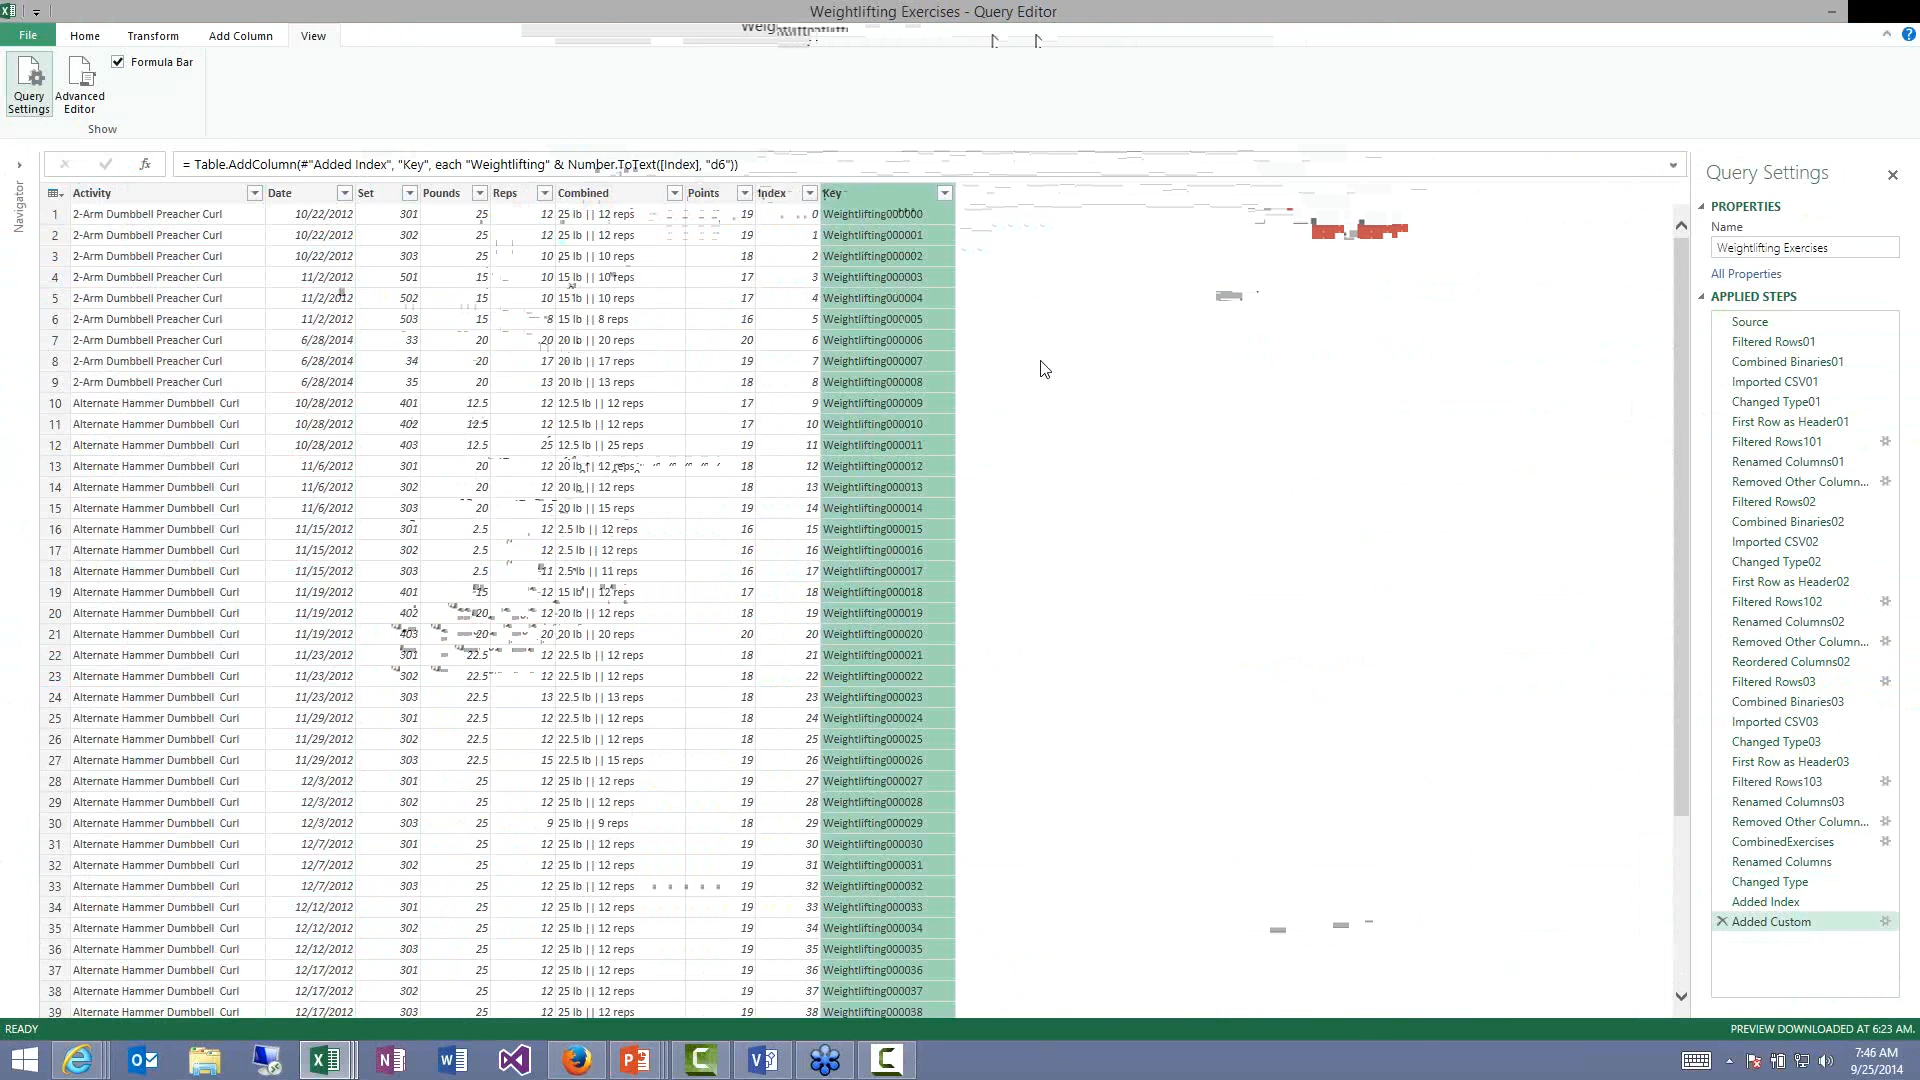 Weightlifting Exercises - Query Editor
File Home Transform Add Column View
Query Settings Advanced Editor Formula Bar
Show
fx = Table.AddColumn(#"Added Index", "Key", each "Weightlifting" & Number.ToText([Index], "d6"))
Navigator
Activity Date Set Pounds Reps Combined Points Index Key
1 2-Arm Dumbbell Preacher Curl 10/22/2012 301 25 12 25 lb || 12 reps 19 0 Weightlifting000000
2 2-Arm Dumbbell Preacher Curl 10/22/2012 302 25 12 25 lb || 12 reps 19 1 Weightlifting000001
3 2-Arm Dumbbell Preacher Curl 10/22/2012 303 25 10 25 lb || 10 reps 18 2 Weightlifting000002
4 2-Arm Dumbbell Preacher Curl 11/2/2012 501 15 10 15 lb || 10 reps 17 3 Weightlifting000003
5 2-Arm Dumbbell Preacher Curl 11/2/2012 502 15 10 15 lb || 10 reps 17 4 Weightlifting000004
6 2-Arm Dumbbell Preacher Curl 11/2/2012 503 15 8 15 lb || 8 reps 16 5 Weightlifting000005
7 2-Arm Dumbbell Preacher Curl 6/28/2014 33 20 20 20 lb || 20 reps 20 6 Weightlifting000006
8 2-Arm Dumbbell Preacher Curl 6/28/2014 34 20 17 20 lb || 17 reps 19 7 Weightlifting000007
9 2-Arm Dumbbell Preacher Curl 6/28/2014 35 20 13 20 lb || 13 reps 18 8 Weightlifting000008
10 Alternate Hammer Dumbbell Curl 10/28/2012 401 12.5 12 12.5 lb || 12 reps 17 9 Weightlifting000009
11 Alternate Hammer Dumbbell Curl 10/28/2012 402 12.5 12 12.5 lb || 12 reps 17 10 Weightlifting000010
12 Alternate Hammer Dumbbell Curl 10/28/2012 403 12.5 25 12.5 lb || 25 reps 19 11 Weightlifting000011
13 Alternate Hammer Dumbbell Curl 11/6/2012 301 20 12 20 lb || 12 reps 18 12 Weightlifting000012
14 Alternate Hammer Dumbbell Curl 11/6/2012 302 20 12 20 lb || 12 reps 18 13 Weightlifting000013
15 Alternate Hammer Dumbbell Curl 11/6/2012 303 20 15 20 lb || 15 reps 19 14 Weightlifting000014
16 Alternate Hammer Dumbbell Curl 11/15/2012 301 2.5 12 2.5 lb || 12 reps 16 15 Weightlifting000015
17 Alternate Hammer Dumbbell Curl 11/15/2012 302 2.5 12 2.5 lb || 12 reps 16 16 Weightlifting000016
18 Alternate Hammer Dumbbell Curl 11/15/2012 303 2.5 11 2.5 lb || 11 reps 16 17 Weightlifting000017
19 Alternate Hammer Dumbbell Curl 11/19/2012 401 15 12 15 lb || 12 reps 17 18 Weightlifting000018
20 Alternate Hammer Dumbbell Curl 11/19/2012 402 20 12 20 lb || 12 reps 18 19 Weightlifting000019
21 Alternate Hammer Dumbbell Curl 11/19/2012 403 20 20 20 lb || 20 reps 20 20 Weightlifting000020
22 Alternate Hammer Dumbbell Curl 11/23/2012 301 22.5 12 22.5 lb || 12 reps 18 21 Weightlifting000021
23 Alternate Hammer Dumbbell Curl 11/23/2012 302 22.5 12 22.5 lb || 12 reps 18 22 Weightlifting000022
24 Alternate Hammer Dumbbell Curl 11/23/2012 303 22.5 13 22.5 lb || 13 reps 18 23 Weightlifting000023
25 Alternate Hammer Dumbbell Curl 11/29/2012 301 22.5 12 22.5 lb || 12 reps 18 24 Weightlifting000024
26 Alternate Hammer Dumbbell Curl 11/29/2012 302 22.5 12 22.5 lb || 12 reps 18 25 Weightlifting000025
27 Alternate Hammer Dumbbell Curl 11/29/2012 303 22.5 15 22.5 lb || 15 reps 19 26 Weightlifting000026
28 Alternate Hammer Dumbbell Curl 12/3/2012 301 25 12 25 lb || 12 reps 19 27 Weightlifting000027
29 Alternate Hammer Dumbbell Curl 12/3/2012 302 25 12 25 lb || 12 reps 19 28 Weightlifting000028
30 Alternate Hammer Dumbbell Curl 12/3/2012 303 25 9 25 lb || 9 reps 18 29 Weightlifting000029
31 Alternate Hammer Dumbbell Curl 12/7/2012 301 25 12 25 lb || 12 reps 19 30 Weightlifting000030
32 Alternate Hammer Dumbbell Curl 12/7/2012 302 25 12 25 lb || 12 reps 19 31 Weightlifting000031
33 Alternate Hammer Dumbbell Curl 12/7/2012 303 25 12 25 lb || 12 reps 19 32 Weightlifting000032
34 Alternate Hammer Dumbbell Curl 12/12/2012 301 25 12 25 lb || 12 reps 19 33 Weightlifting000033
35 Alternate Hammer Dumbbell Curl 12/12/2012 302 25 12 25 lb || 12 reps 19 34 Weightlifting000034
36 Alternate Hammer Dumbbell Curl 12/12/2012 303 25 12 25 lb || 12 reps 19 35 Weightlifting000035
37 Alternate Hammer Dumbbell Curl 12/17/2012 301 25 12 25 lb || 12 reps 19 36 Weightlifting000036
38 Alternate Hammer Dumbbell Curl 12/17/2012 302 25 12 25 lb || 12 reps 19 37 Weightlifting000037
39 Alternate Hammer Dumbbell Curl 12/17/2012 303 25 12 25 lb || 12 reps 19 38 Weightlifting000038
Query Settings
PROPERTIES
Name
Weightlifting Exercises
All Properties
APPLIED STEPS
Source
Filtered Rows01
Combined Binaries01
Imported CSV01
Changed Type01
First Row as Header01
Filtered Rows101
Renamed Columns01
Removed Other Column...
Filtered Rows02
Combined Binaries02
Imported CSV02
Changed Type02
First Row as Header02
Filtered Rows102
Renamed Columns02
Removed Other Column...
Reordered Columns02
Filtered Rows03
Combined Binaries03
Imported CSV03
Changed Type03
First Row as Header03
Filtered Rows103
Renamed Columns03
Removed Other Column...
CombinedExercises
Renamed Columns
Changed Type
Added Index
Added Custom
READY
PREVIEW DOWNLOADED AT 6:23 AM.
7:46 AM
9/25/2014